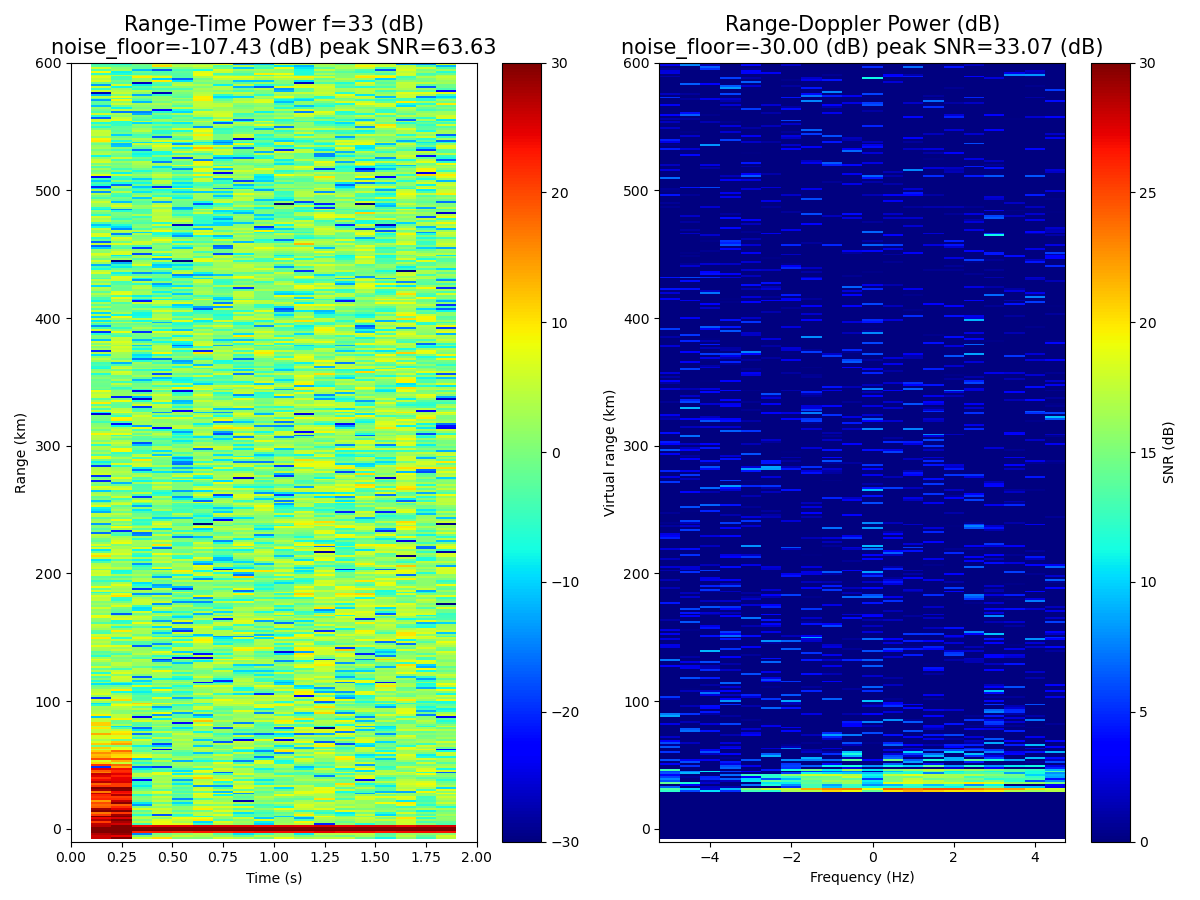 Range-Time Power f=33 (dB)
noise_floor=-107.43 (dB) peak SNR=63.63
Range (km)
600
500
400
300
200
100
0
0.00 0.25 0.50 0.75 1.00 1.25 1.50 1.75 2.00
Time (s)
30
20
10
0
−10
−20
−30
Range-Doppler Power (dB)
noise_floor=-30.00 (dB) peak SNR=33.07 (dB)
Virtual range (km)
600
500
400
300
200
100
0
−4 −2 0 2 4
Frequency (Hz)
30
25
20
15
10
5
0
SNR (dB)